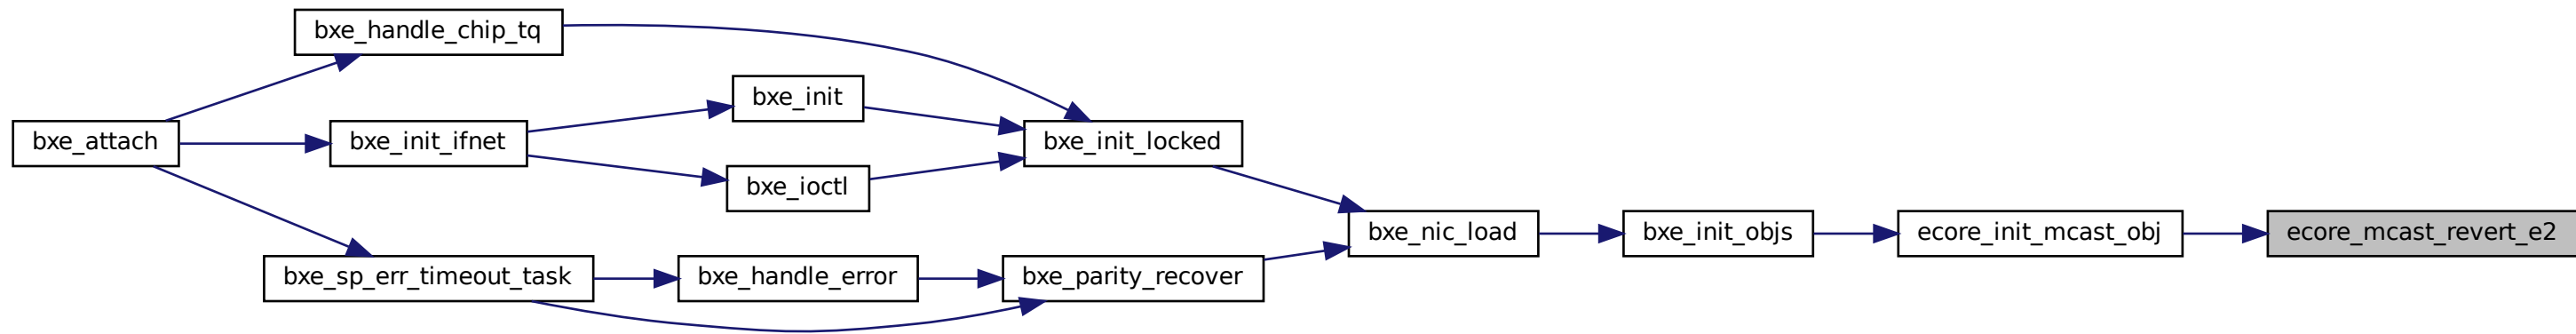 bxe_handle_chip_tq
bxe_init
bxe_attach
bxe_init_ifnet
bxe_init_locked
bxe_ioctl
bxe_nic_load
bxe_init_objs
ecore_init_mcast_obj
ecore_mcast_revert_e2
bxe_sp_err_timeout_task
bxe_handle_error
bxe_parity_recover